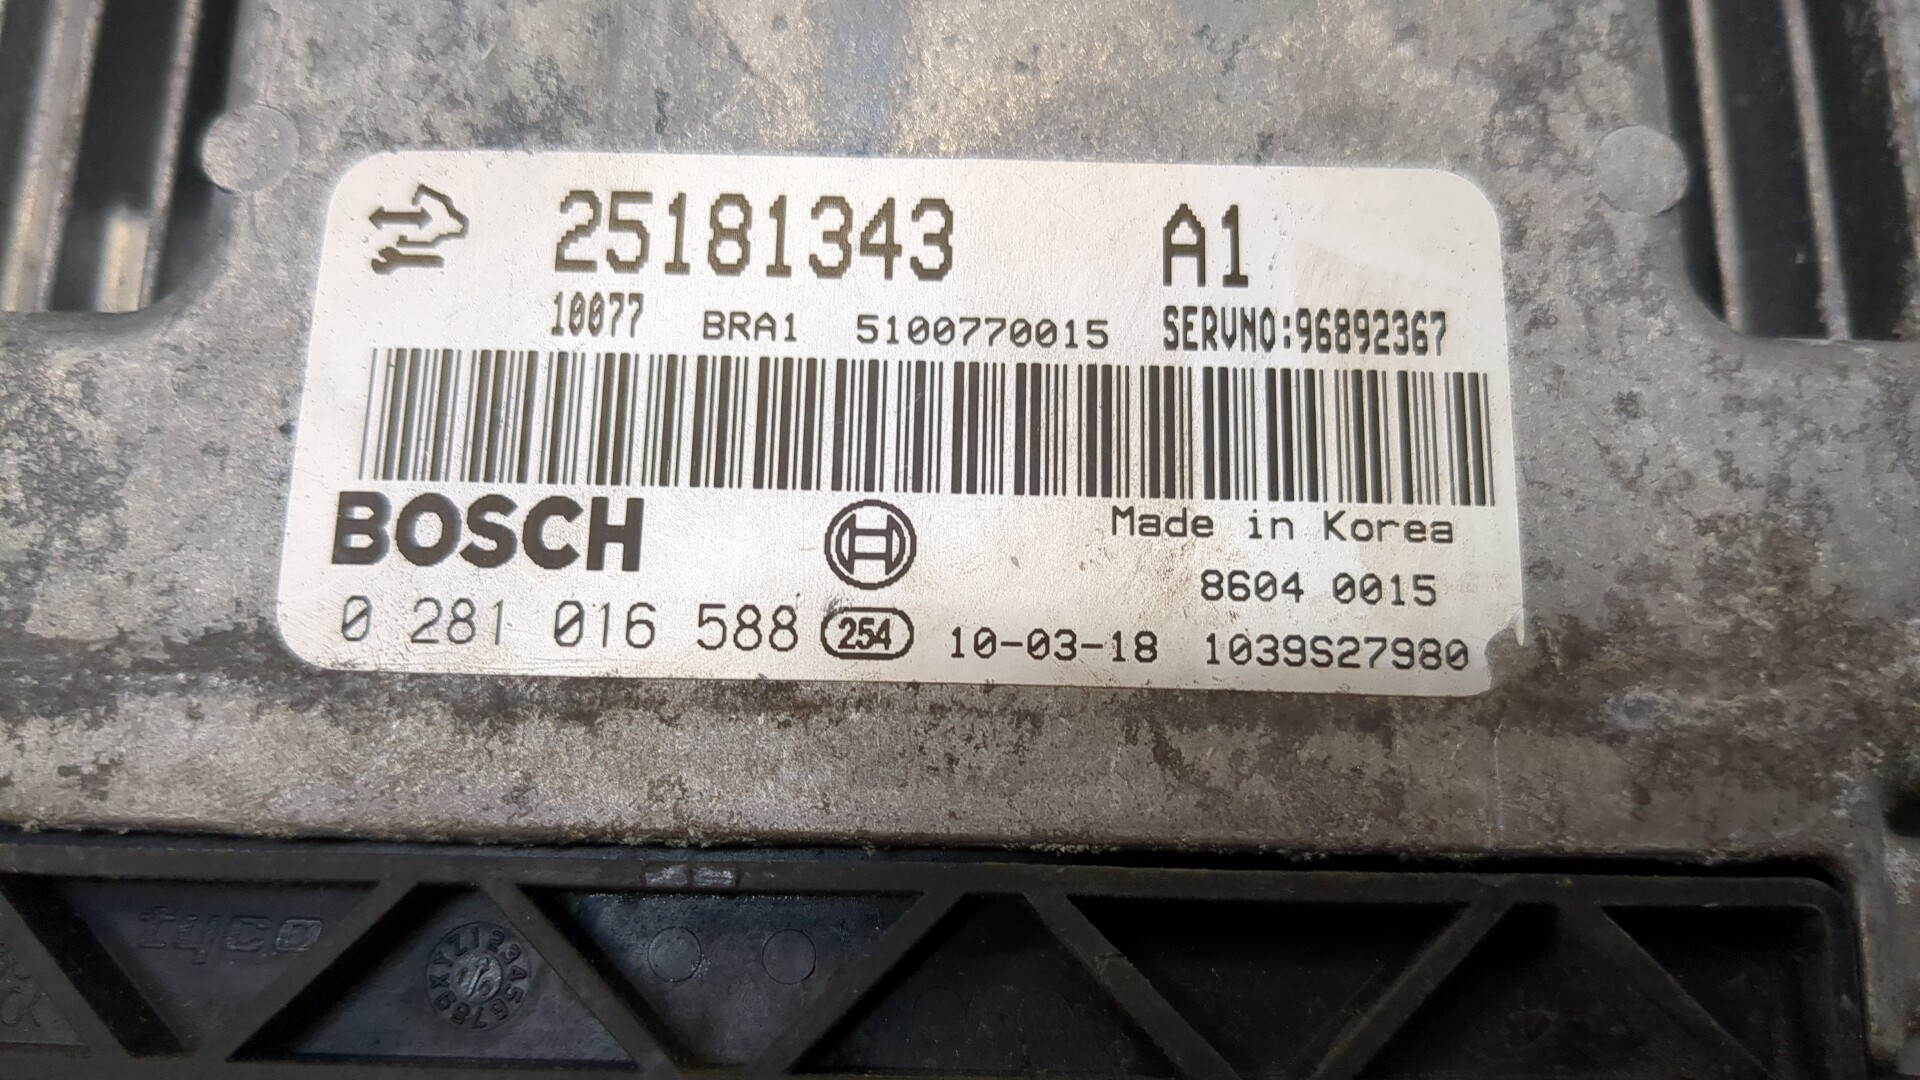 25181343 A1
10077 BRA1 5100770015 SERVNO:96892367
BOSCH
Made in Korea
8604 0015
0 281 016 588 254 10-03-18 1039S27980
tyco
XYZ123456789